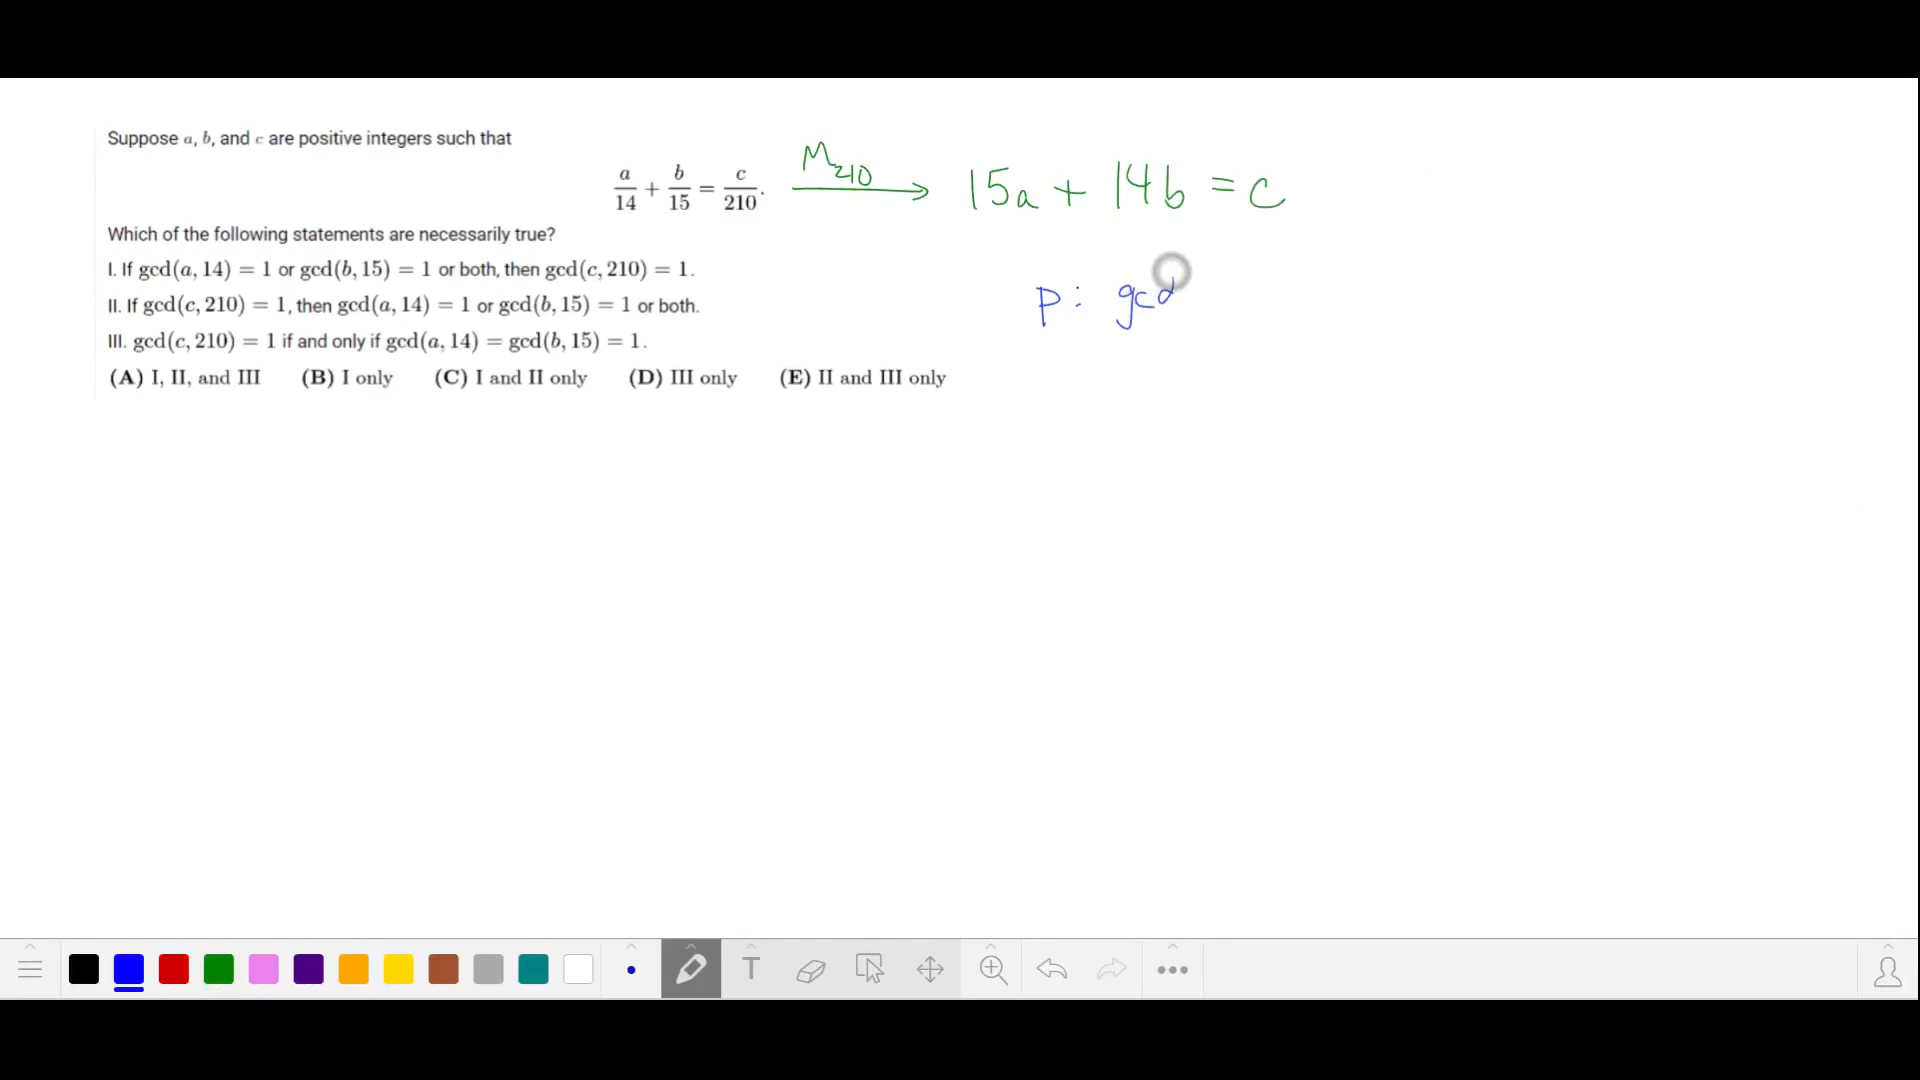 Suppose a, b, and c are positive integers such that
a/14 + b/15 = c/210.
M210 → 15a + 14b = c
Which of the following statements are necessarily true?
I. If gcd(a, 14) = 1 or gcd(b, 15) = 1 or both, then gcd(c, 210) = 1.
p: gcd
II. If gcd(c, 210) = 1, then gcd(a, 14) = 1 or gcd(b, 15) = 1 or both.
III. gcd(c, 210) = 1 if and only if gcd(a, 14) = gcd(b, 15) = 1.
(A) I, II, and III (B) I only (C) I and II only (D) III only (E) II and III only
T